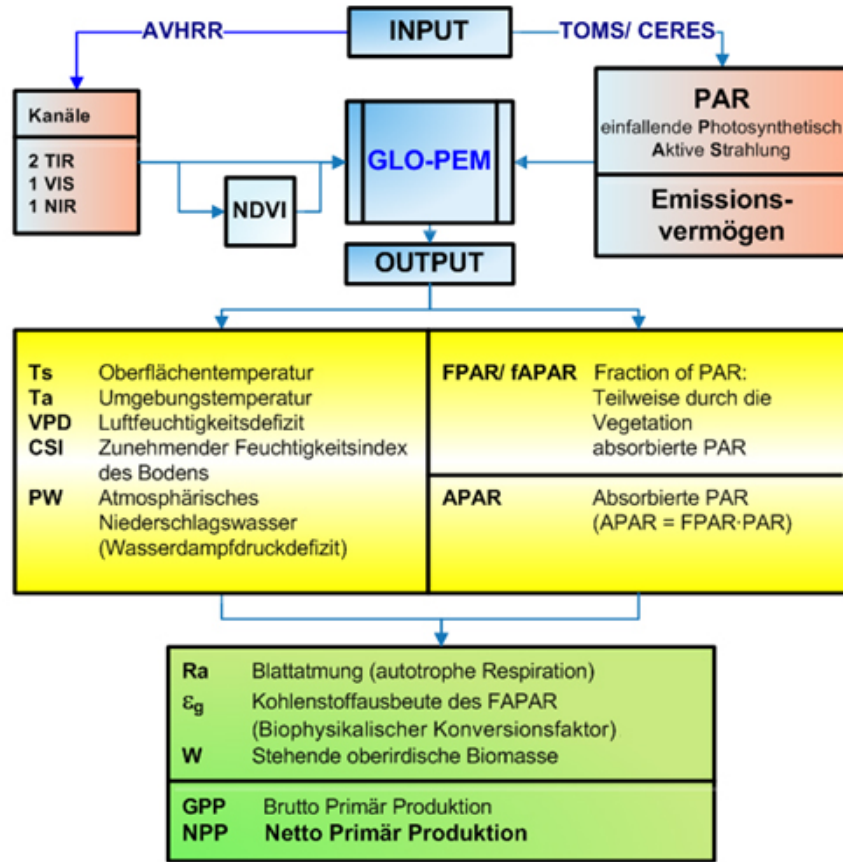 AVHRR
INPUT
TOMS/ CERES
Kanäle
2 TIR
1 VIS
1 NIR
NDVI
GLO-PEM
PAR
einfallende Photosynthetisch
Aktive Strahlung
Emissions-
vermögen
OUTPUT
Ts Oberflächentemperatur
Ta Umgebungstemperatur
VPD Luftfeuchtigkeitsdefizit
CSI Zunehmender Feuchtigkeitsindex
des Bodens
PW Atmosphärisches
Niederschlagswasser
(Wasserdampfdruckdefizit)
FPAR/ fAPAR Fraction of PAR:
Teilweise durch die
Vegetation
absorbierte PAR
APAR Absorbierte PAR
(APAR = FPAR·PAR)
Ra Blattatmung (autotrophe Respiration)
εg Kohlenstoffausbeute des FAPAR
(Biophysikalischer Konversionsfaktor)
W Stehende oberirdische Biomasse
GPP Brutto Primär Produktion
NPP Netto Primär Produktion